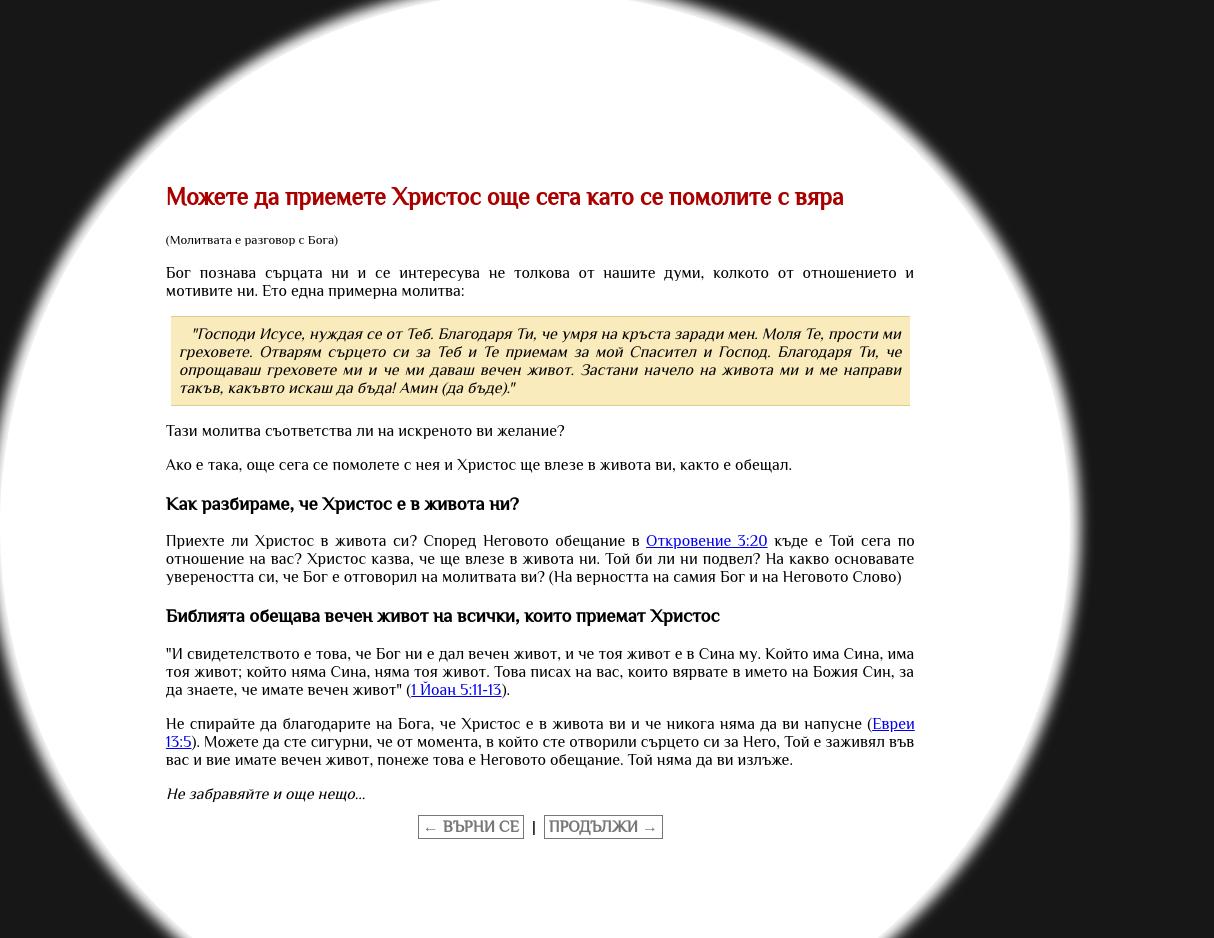 Можете да приемете Христос още сега като се помолите с вяра
(Молитвата е разговор с Бога)
Бог познава сърцата ни и се интересува не толкова от нашите думи, колкото от отношението и
мотивите ни. Ето една примерна молитва:
"Господи Исусе, нуждая се от Теб. Благодаря Ти, че умря на кръста заради мен. Моля Те, прости ми
греховете. Отварям сърцето си за Теб и Те приемам за мой Спасител и Господ. Благодаря Ти, че
опрощаваш греховете ми и че ми даваш вечен живот. Застани начело на живота ми и ме направи
такъв, какъвто искаш да бъда! Амин (да бъде)."
Тази молитва съответства ли на искреното ви желание?
Ако е така, още сега се помолете с нея и Христос ще влезе в живота ви, както е обещал.
Как разбираме, че Христос е в живота ни?
Приехте ли Христос в живота си? Според Неговото обещание в Откровение 3:20 къде е Той сега по
отношение на вас? Христос казва, че ще влезе в живота ни. Той би ли ни подвел? На какво основавате
увереността си, че Бог е отговорил на молитвата ви? (На верността на самия Бог и на Неговото Слово)
Библията обещава вечен живот на всички, които приемат Христос
"И свидетелството е това, че Бог ни е дал вечен живот, и че тоя живот е в Сина му. Който има Сина, има
тоя живот; който няма Сина, няма тоя живот. Това писах на вас, които вярвате в името на Божия Син, за
да знаете, че имате вечен живот" (1 Йоан 5:11-13).
Не спирайте да благодарите на Бога, че Христос е в живота ви и че никога няма да ви напусне (Евреи
13:5). Можете да сте сигурни, че от момента, в който сте отворили сърцето си за Него, Той е заживял във
вас и вие имате вечен живот, понеже това е Неговото обещание. Той няма да ви излъже.
Не забравяйте и още нещо...
← ВЪРНИ СЕ | ПРОДЪЛЖИ →